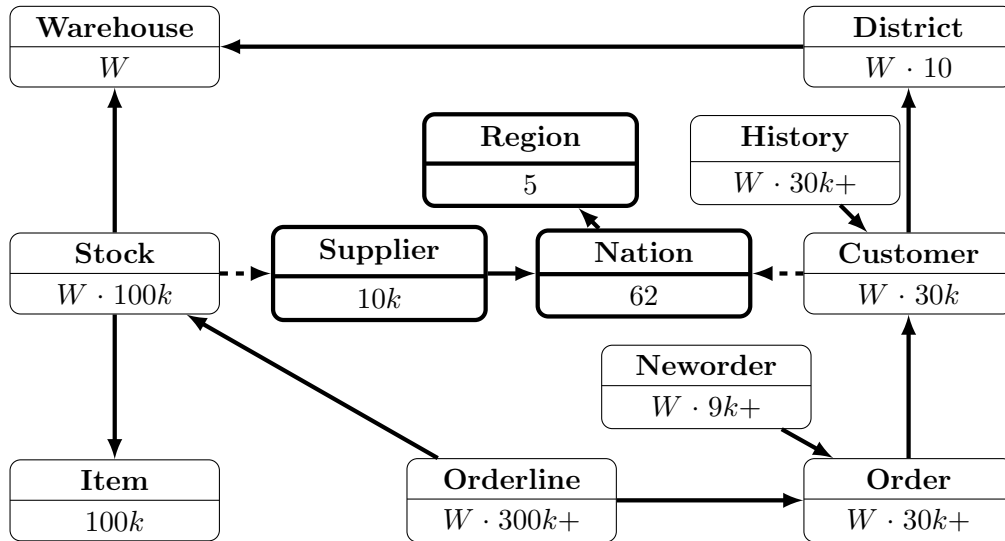 Warehouse
W
District
W · 10
Region
5
History
W · 30k+
Stock
W · 100k
Supplier
10k
Nation
62
Customer
W · 30k
Neworder
W · 9k+
Item
100k
Orderline
W · 300k+
Order
W · 30k+